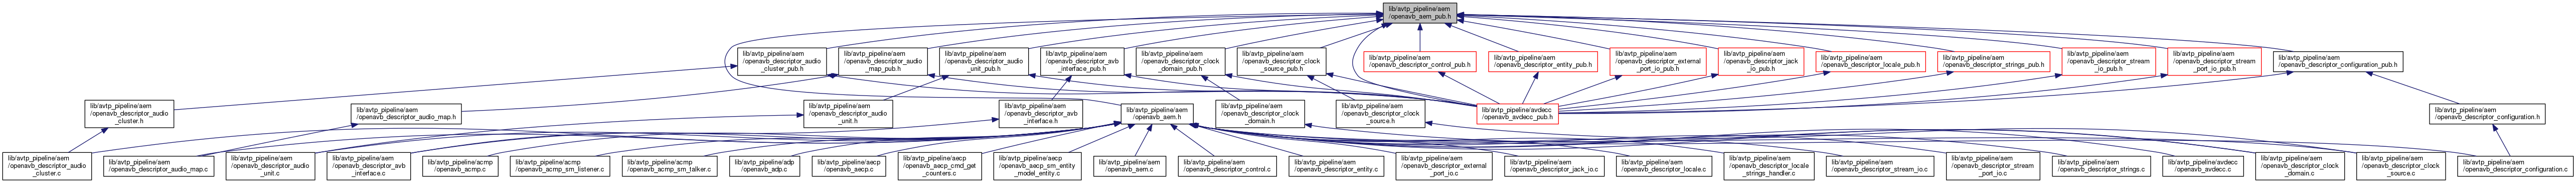 lib/avtp_pipeline/aem
/openavb_aem_pub.h
lib/avtp_pipeline/aem
/openavb_descriptor_audio
_cluster_pub.h
lib/avtp_pipeline/aem
/openavb_descriptor_audio
_map_pub.h
lib/avtp_pipeline/aem
/openavb_descriptor_audio
_unit_pub.h
lib/avtp_pipeline/aem
/openavb_descriptor_avb
_interface_pub.h
lib/avtp_pipeline/aem
/openavb_descriptor_clock
_domain_pub.h
lib/avtp_pipeline/aem
/openavb_descriptor_clock
_source_pub.h
lib/avtp_pipeline/aem
/openavb_descriptor_control_pub.h
lib/avtp_pipeline/aem
/openavb_descriptor_entity_pub.h
lib/avtp_pipeline/aem
/openavb_descriptor_external
_port_io_pub.h
lib/avtp_pipeline/aem
/openavb_descriptor_jack
_io_pub.h
lib/avtp_pipeline/aem
/openavb_descriptor_locale_pub.h
lib/avtp_pipeline/aem
/openavb_descriptor_strings_pub.h
lib/avtp_pipeline/aem
/openavb_descriptor_stream
_io_pub.h
lib/avtp_pipeline/aem
/openavb_descriptor_stream
_port_io_pub.h
lib/avtp_pipeline/aem
/openavb_descriptor_configuration_pub.h
lib/avtp_pipeline/aem
/openavb_descriptor_audio
_cluster.h
lib/avtp_pipeline/aem
/openavb_descriptor_audio_map.h
lib/avtp_pipeline/aem
/openavb_descriptor_audio
_unit.h
lib/avtp_pipeline/aem
/openavb_descriptor_avb
_interface.h
lib/avtp_pipeline/aem
/openavb_aem.h
lib/avtp_pipeline/aem
/openavb_descriptor_clock
_domain.h
lib/avtp_pipeline/aem
/openavb_descriptor_clock
_source.h
lib/avtp_pipeline/avdecc
/openavb_avdecc_pub.h
lib/avtp_pipeline/aem
/openavb_descriptor_configuration.h
lib/avtp_pipeline/aem
/openavb_descriptor_audio
_cluster.c
lib/avtp_pipeline/aem
/openavb_descriptor_audio_map.c
lib/avtp_pipeline/aem
/openavb_descriptor_audio
_unit.c
lib/avtp_pipeline/aem
/openavb_descriptor_avb
_interface.c
lib/avtp_pipeline/acmp
/openavb_acmp.c
lib/avtp_pipeline/acmp
/openavb_acmp_sm_listener.c
lib/avtp_pipeline/acmp
/openavb_acmp_sm_talker.c
lib/avtp_pipeline/adp
/openavb_adp.c
lib/avtp_pipeline/aecp
/openavb_aecp.c
lib/avtp_pipeline/aecp
/openavb_aecp_cmd_get
_counters.c
lib/avtp_pipeline/aecp
/openavb_aecp_sm_entity
_model_entity.c
lib/avtp_pipeline/aem
/openavb_aem.c
lib/avtp_pipeline/aem
/openavb_descriptor_control.c
lib/avtp_pipeline/aem
/openavb_descriptor_entity.c
lib/avtp_pipeline/aem
/openavb_descriptor_external
_port_io.c
lib/avtp_pipeline/aem
/openavb_descriptor_jack_io.c
lib/avtp_pipeline/aem
/openavb_descriptor_locale.c
lib/avtp_pipeline/aem
/openavb_descriptor_locale
_strings_handler.c
lib/avtp_pipeline/aem
/openavb_descriptor_stream_io.c
lib/avtp_pipeline/aem
/openavb_descriptor_stream
_port_io.c
lib/avtp_pipeline/aem
/openavb_descriptor_strings.c
lib/avtp_pipeline/avdecc
/openavb_avdecc.c
lib/avtp_pipeline/aem
/openavb_descriptor_clock
_domain.c
lib/avtp_pipeline/aem
/openavb_descriptor_clock
_source.c
lib/avtp_pipeline/aem
/openavb_descriptor_configuration.c